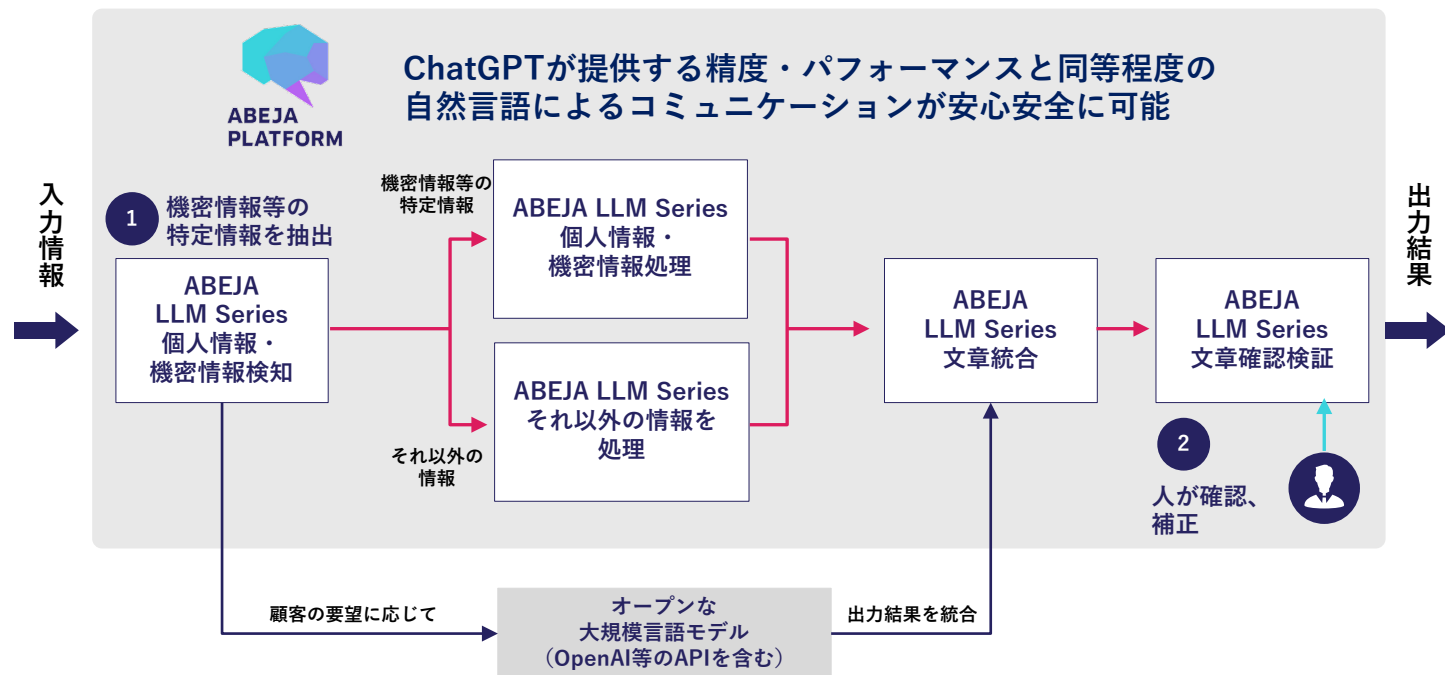 ABEJA
PLATFORM
ChatGPTが提供する精度・パフォーマンスと同等程度の
自然言語によるコミュニケーションが安心安全に可能
入力情報
1
機密情報等の
特定情報を抽出
ABEJA
LLM Series
個人情報・
機密情報検知
機密情報等の
特定情報
ABEJA LLM Series
個人情報・
機密情報処理
それ以外の
情報
ABEJA LLM Series
それ以外の情報を
処理
ABEJA
LLM Series
文章統合
ABEJA
LLM Series
文章確認検証
2
人が確認、
補正
出力結果
顧客の要望に応じて
オープンな
大規模言語モデル
（OpenAI等のAPIを含む）
出力結果を統合